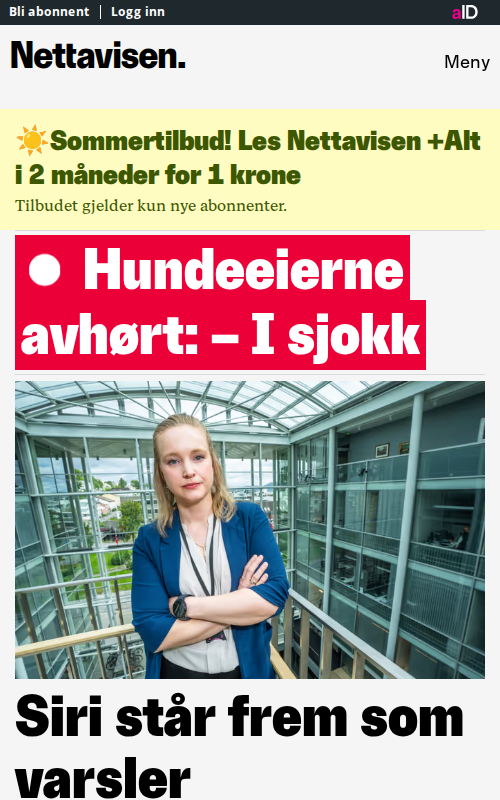 Bli abonnent | Logg inn
aID
Nettavisen.
Meny
Sommertilbud! Les Nettavisen +Alt
i 2 måneder for 1 krone
Tilbudet gjelder kun nye abonnenter.
Hundeeierne
avhørt: – I sjokk
Siri står frem som
varsler